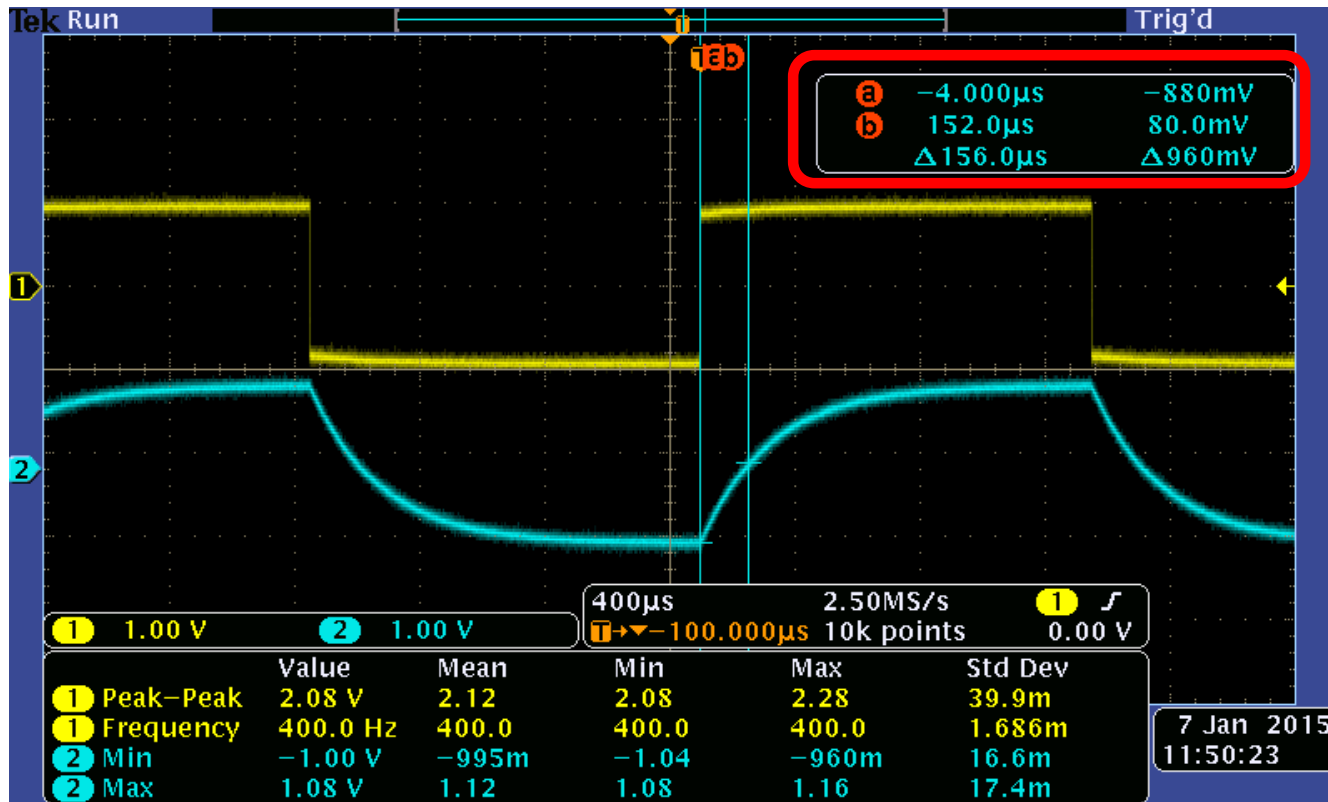 Tek Run Trig'd
T a b
a −4.000µs −880mV
b 152.0µs 80.0mV
Δ156.0µs Δ960mV
1
2
1 1.00 V 2 1.00 V
400µs 2.50MS/s 1
T→▼−100.000µs 10k points 0.00 V
Value Mean Min Max Std Dev
1 Peak−Peak 2.08 V 2.12 2.08 2.28 39.9m
1 Frequency 400.0 Hz 400.0 400.0 400.0 1.686m
2 Min −1.00 V −995m −1.04 −960m 16.6m
2 Max 1.08 V 1.12 1.08 1.16 17.4m
7 Jan 2015
11:50:23